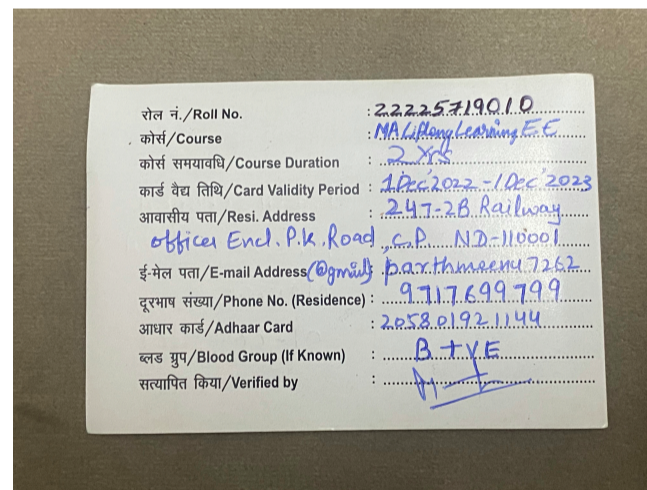 रोल नं./Roll No. : 22225719010
कोर्स/Course : MA Liflong Learning E.E
कोर्स समयावधि/Course Duration : 2 Yrs
कार्ड वैद्य तिथि/Card Validity Period : 1 Dec'2022 - 1 Dec'2023
आवासीय पता/Resi. Address : 247-2B Railway
officer Encl. P.K. Road, C.P. ND-110001
ई-मेल पता/E-mail Address (@gmail) : parthmeenu7262
दूरभाष संख्या/Phone No. (Residence) : 9717699799
आधार कार्ड/Adhaar Card : 205801921144
ब्लड ग्रुप/Blood Group (If Known) : B +VE
सत्यापित किया/Verified by :